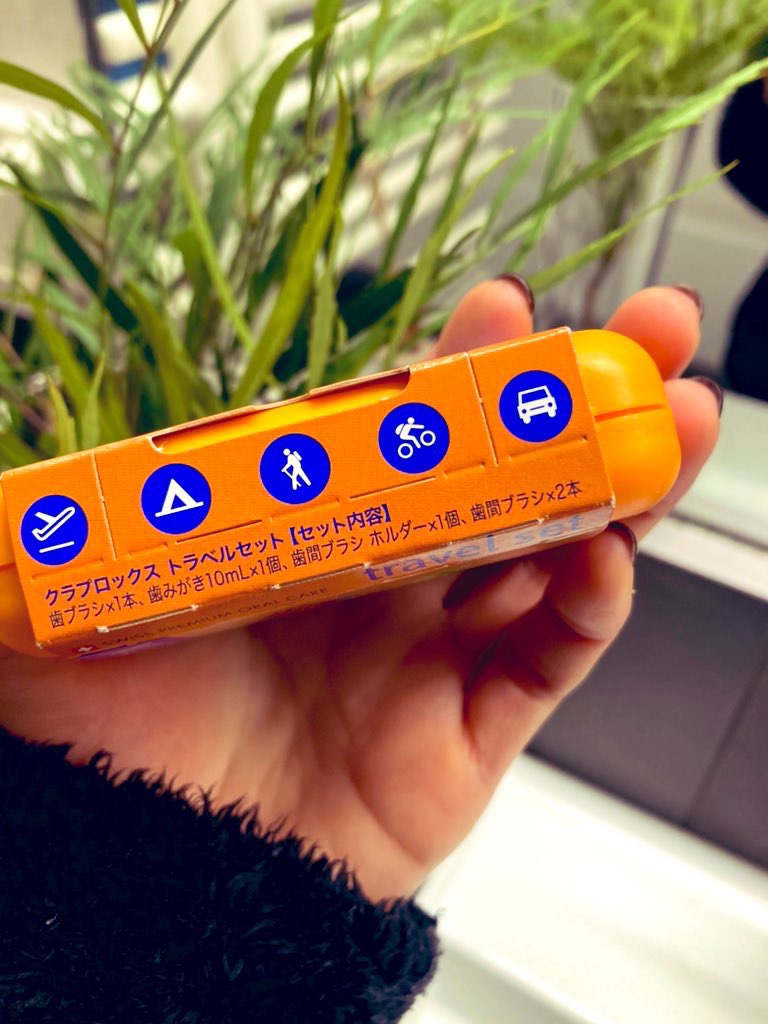 クラプロックス トラベルセット【セット内容】
歯ブラシ×1本、歯みがき10mL×1個、歯間ブラシ ホルダー×1個、歯間ブラシ×2本
travel set
SWISS PREMIUM ORAL CARE